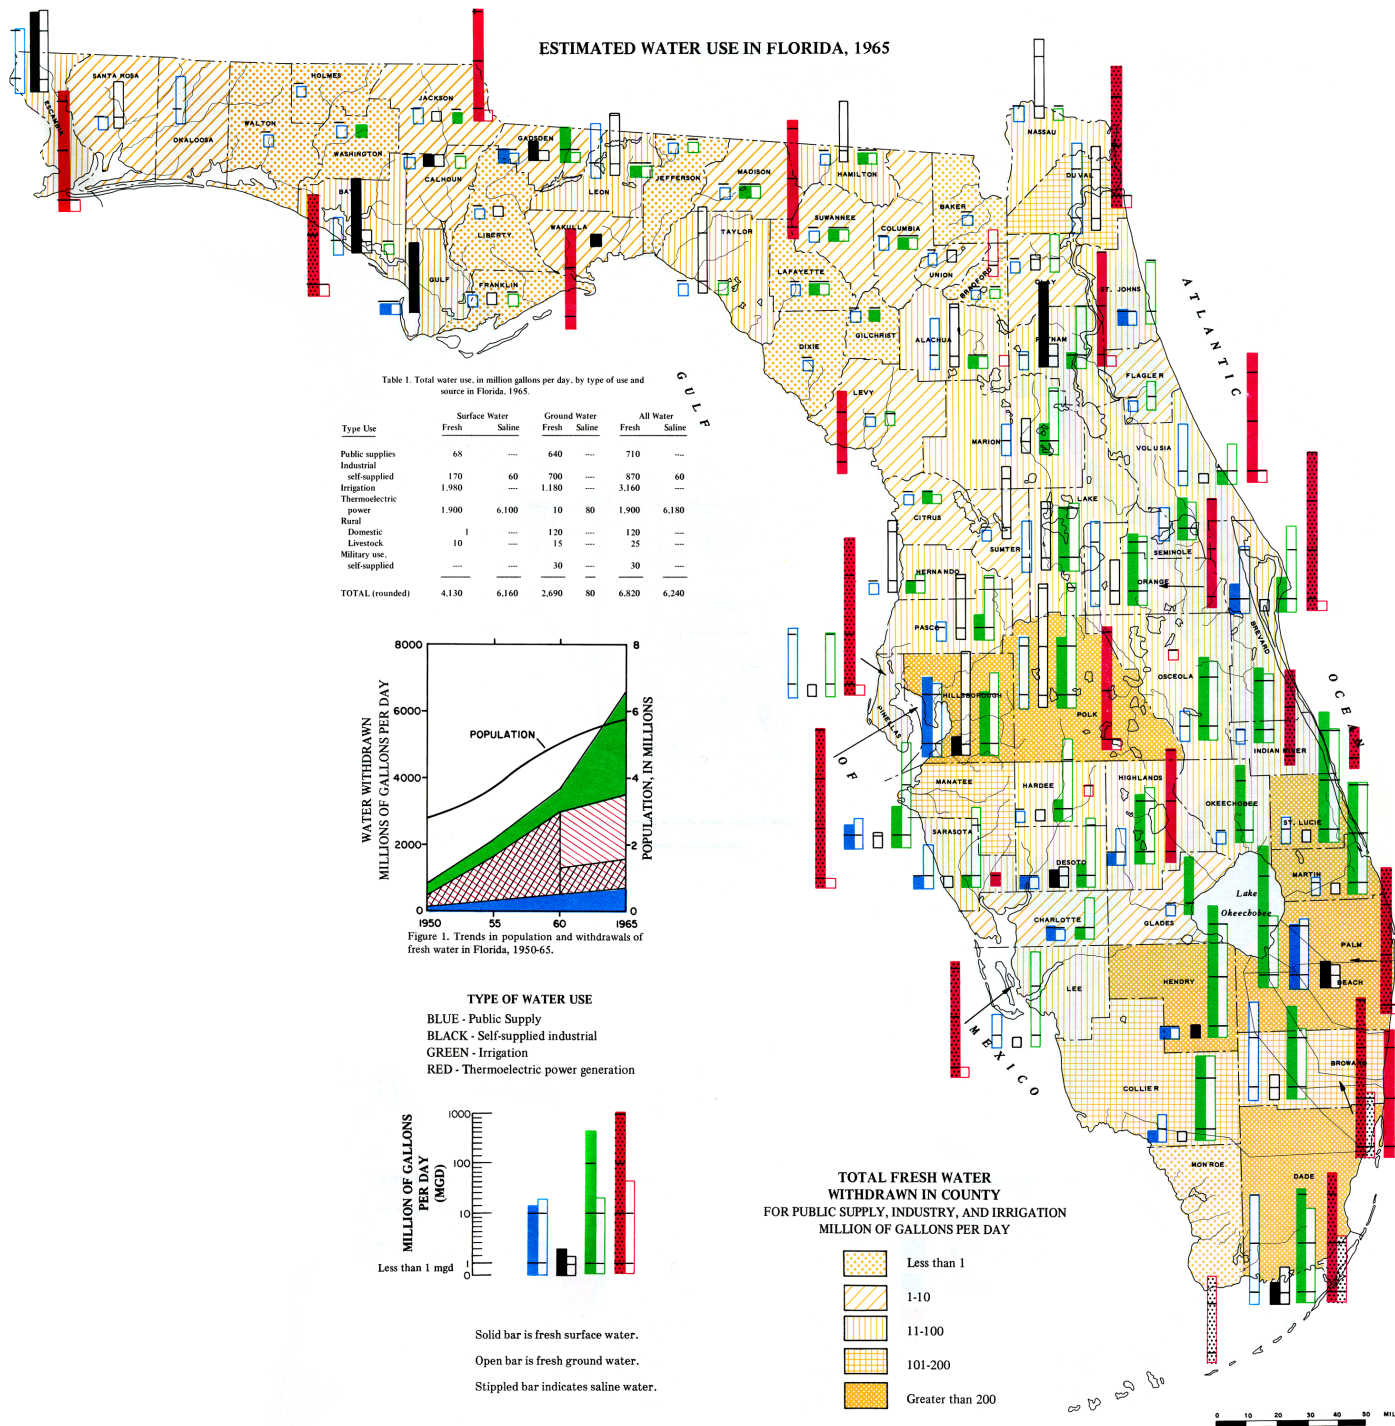 ESTIMATED WATER USE IN FLORIDA, 1965
ESCAMBIA
SANTA ROSA
OKALOOSA
WALTON
HOLMES
WASHINGTON
JACKSON
BAY
CALHOUN
GULF
GADSDEN
LIBERTY
FRANKLIN
LEON
WAKULLA
JEFFERSON
MADISON
TAYLOR
HAMILTON
SUWANNEE
LAFAYETTE
DIXIE
COLUMBIA
GILCHRIST
BAKER
UNION
BRADFORD
ALACHUA
LEVY
NASSAU
DUVAL
CLAY
ST. JOHNS
PUTNAM
FLAGLER
MARION
VOLUSIA
CITRUS
SUMTER
LAKE
SEMINOLE
ORANGE
HERNANDO
PASCO
BREVARD
PINELLAS
HILLSBOROUGH
POLK
OSCEOLA
INDIAN RIVER
MANATEE
HARDEE
HIGHLANDS
OKEECHOBEE
ST. LUCIE
SARASOTA
DESOTO
MARTIN
CHARLOTTE
GLADES
Lake
Okeechobee
LEE
HENDRY
PALM
BEACH
COLLIER
BROWARD
MONROE
DADE
ATLANTIC
OCEAN
GULF
OF
MEXICO
Table 1. Total water use, in million gallons per day, by type of use and
source in Florida, 1965.
Surface Water Ground Water All Water
Type Use Fresh Saline Fresh Saline Fresh Saline
Public supplies 68 ---- 640 ---- 710 ----
Industrial
self-supplied 170 60 700 ---- 870 60
Irrigation 1,980 ---- 1,180 ---- 3,160 ----
Thermoelectric
power 1,900 6,100 10 80 1,900 6,180
Rural
Domestic 1 ---- 120 ---- 120 ----
Livestock 10 ---- 15 ---- 25 ----
Military use,
self-supplied ---- ---- 30 ---- 30 ----
TOTAL (rounded) 4,130 6,160 2,690 80 6,820 6,240
WATER WITHDRAWN
MILLIONS OF GALLONS PER DAY
8000
6000
4000
2000
0
POPULATION
8
6
4
2
0
POPULATION, IN MILLIONS
1950 55 60 1965
Figure 1. Trends in population and withdrawals of
fresh water in Florida, 1950-65.
TYPE OF WATER USE
BLUE - Public Supply
BLACK - Self-supplied industrial
GREEN - Irrigation
RED - Thermoelectric power generation
MILLION OF GALLONS
PER DAY
(MGD)
1000
100
10
1
0
Less than 1 mgd
Solid bar is fresh surface water.
Open bar is fresh ground water.
Stippled bar indicates saline water.
TOTAL FRESH WATER
WITHDRAWN IN COUNTY
FOR PUBLIC SUPPLY, INDUSTRY, AND IRRIGATION
MILLION OF GALLONS PER DAY
Less than 1
1-10
11-100
101-200
Greater than 200
0 10 20 30 40 50 MIL